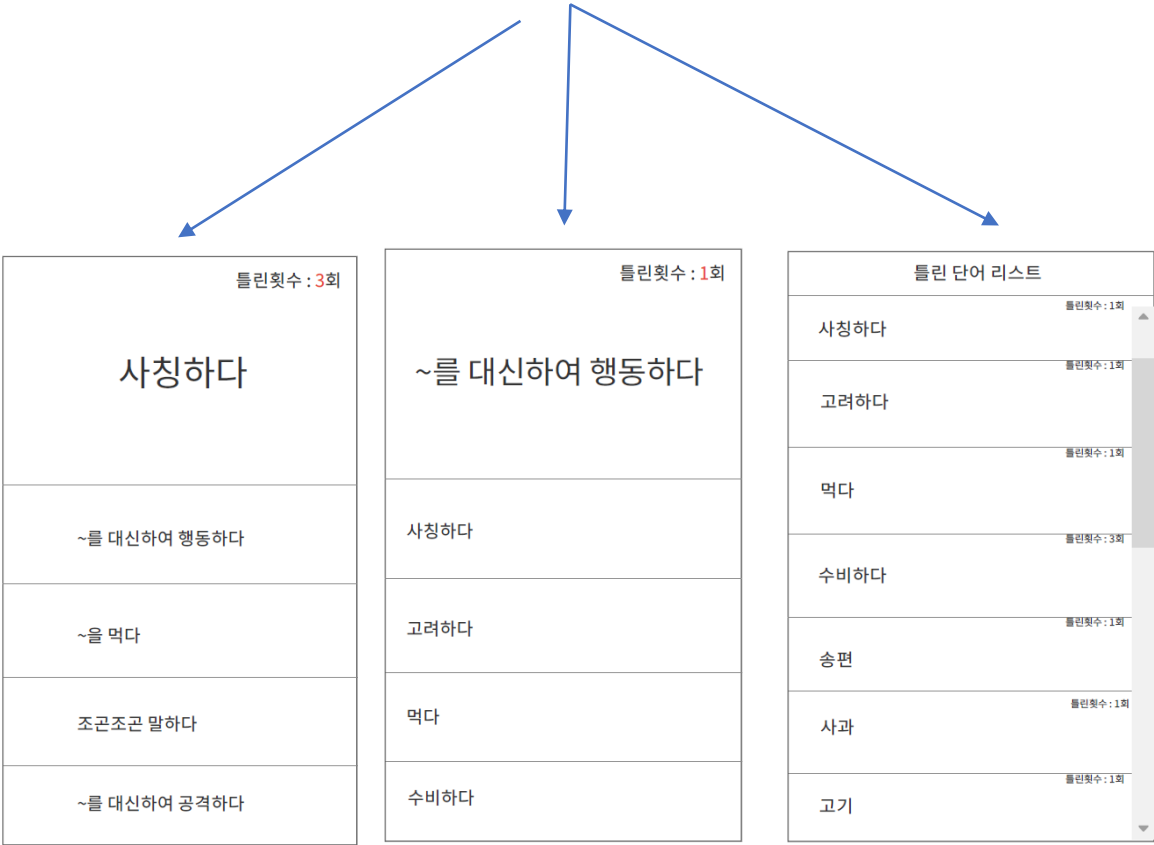 틀린횟수 : 3회
사칭하다
~를 대신하여 행동하다
~을 먹다
조곤조곤 말하다
~를 대신하여 공격하다
틀린횟수 : 1회
~를 대신하여 행동하다
사칭하다
고려하다
먹다
수비하다
틀린 단어 리스트
틀린횟수 : 1회
사칭하다
틀린횟수 : 1회
고려하다
틀린횟수 : 1회
먹다
틀린횟수 : 3회
수비하다
틀린횟수 : 1회
송편
틀린횟수 : 1회
사과
틀린횟수 : 1회
고기